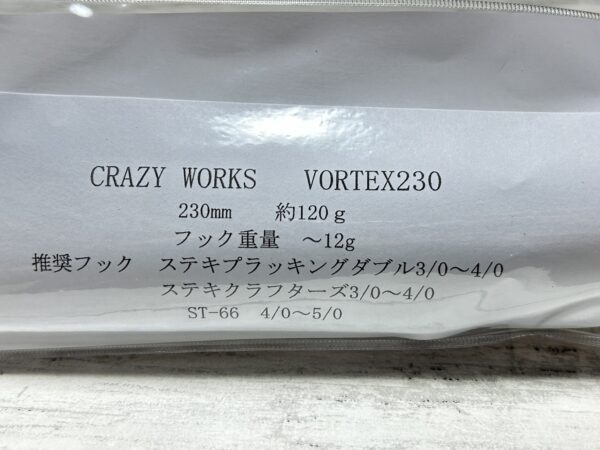 CRAZY WORKS VORTEX230
230mm 約120ｇ
フック重量 ～12g
推奨フック ステキプラッキングダブル3/0～4/0
ステキクラフターズ3/0～4/0
ST-66 4/0～5/0